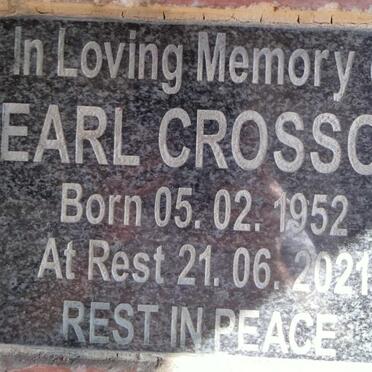 In Loving Memory
EARL CROSSO
Born 05. 02. 1952
At Rest 21. 06. 2021
REST IN PEACE